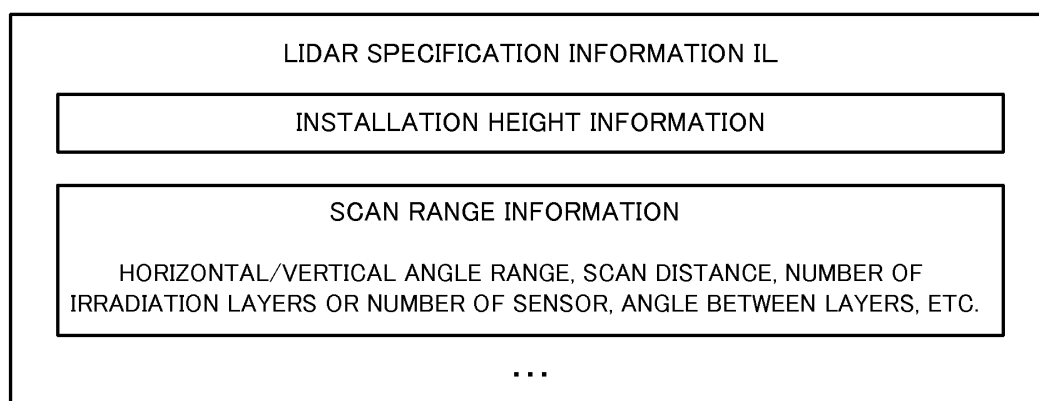 LIDAR SPECIFICATION INFORMATION IL
INSTALLATION HEIGHT INFORMATION
SCAN RANGE INFORMATION
HORIZONTAL/VERTICAL ANGLE RANGE, SCAN DISTANCE, NUMBER OF
IRRADIATION LAYERS OR NUMBER OF SENSOR, ANGLE BETWEEN LAYERS, ETC.
...